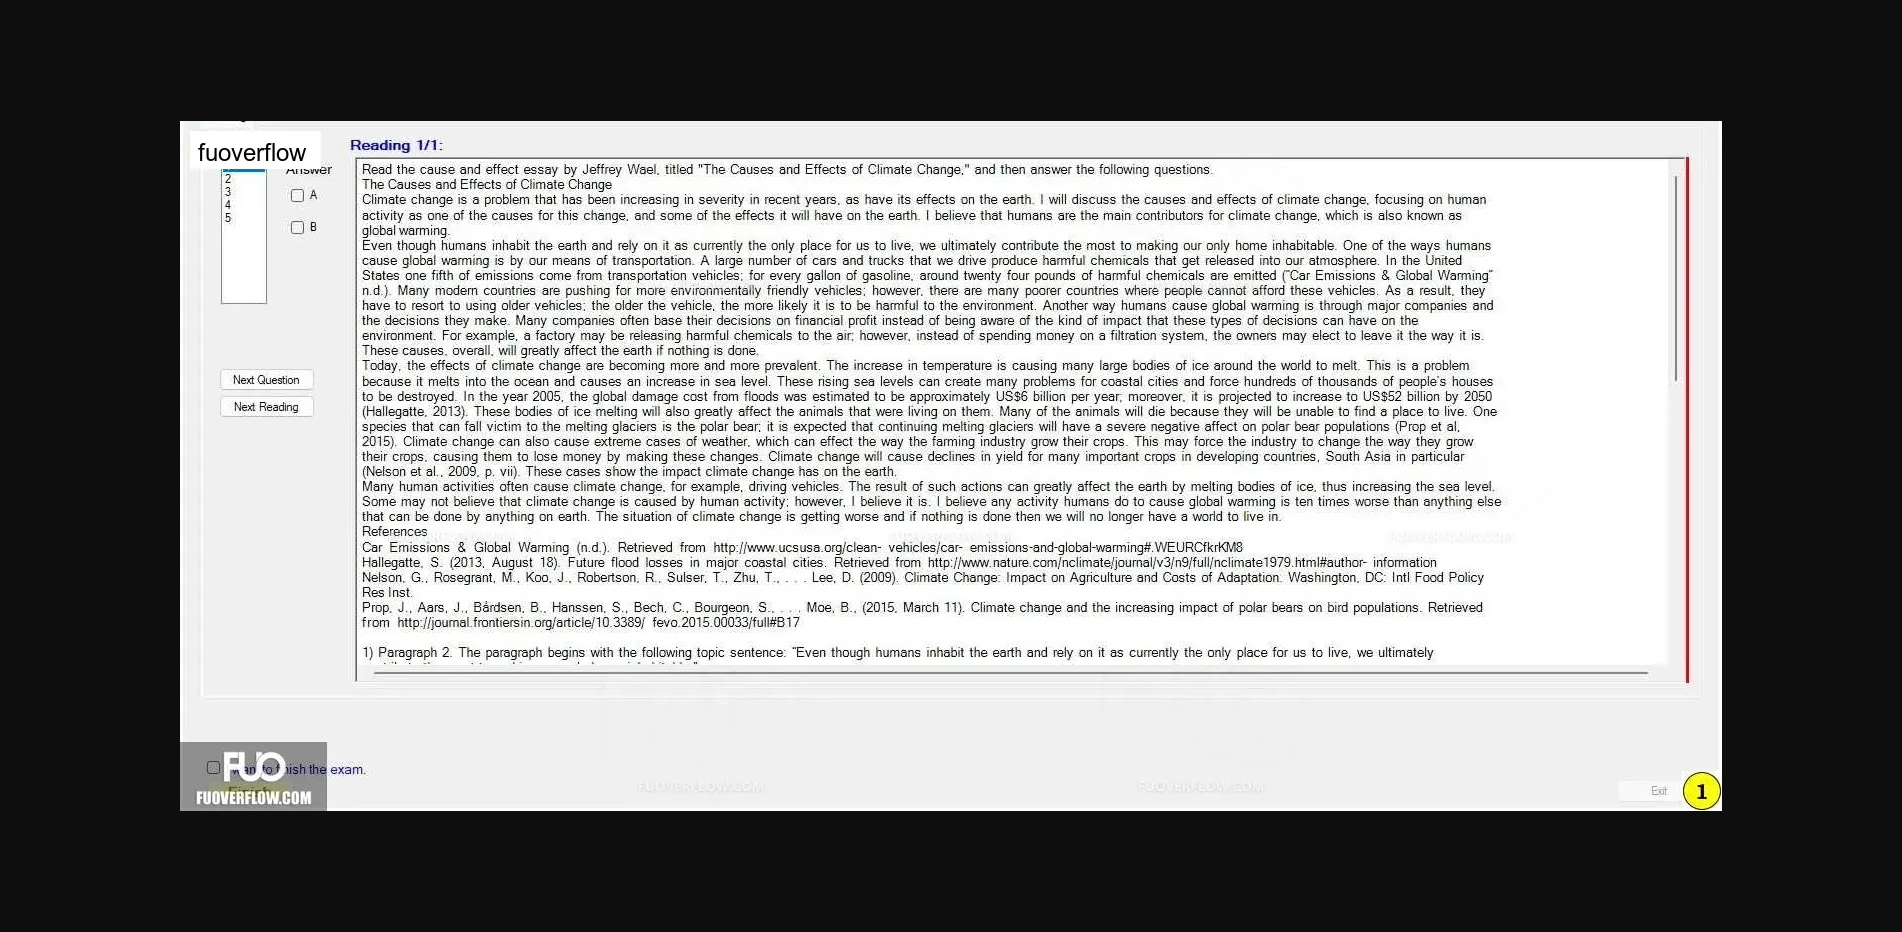 fuoverflow
Reading 1/1:
Answer
2
3
4
5
A
B
Next Question
Next Reading
Read the cause and effect essay by Jeffrey Wael, titled "The Causes and Effects of Climate Change," and then answer the following questions.
The Causes and Effects of Climate Change
Climate change is a problem that has been increasing in severity in recent years, as have its effects on the earth. I will discuss the causes and effects of climate change, focusing on human
activity as one of the causes for this change, and some of the effects it will have on the earth. I believe that humans are the main contributors for climate change, which is also known as
global warming.
Even though humans inhabit the earth and rely on it as currently the only place for us to live, we ultimately contribute the most to making our only home inhabitable. One of the ways humans
cause global warming is by our means of transportation. A large number of cars and trucks that we drive produce harmful chemicals that get released into our atmosphere. In the United
States one fifth of emissions come from transportation vehicles; for every gallon of gasoline, around twenty four pounds of harmful chemicals are emitted ("Car Emissions & Global Warming"
n.d.). Many modern countries are pushing for more environmentally friendly vehicles; however, there are many poorer countries where people cannot afford these vehicles. As a result, they
have to resort to using older vehicles; the older the vehicle, the more likely it is to be harmful to the environment. Another way humans cause global warming is through major companies and
the decisions they make. Many companies often base their decisions on financial profit instead of being aware of the kind of impact that these types of decisions can have on the
environment. For example, a factory may be releasing harmful chemicals to the air; however, instead of spending money on a filtration system, the owners may elect to leave it the way it is.
These causes, overall, will greatly affect the earth if nothing is done.
Today, the effects of climate change are becoming more and more prevalent. The increase in temperature is causing many large bodies of ice around the world to melt. This is a problem
because it melts into the ocean and causes an increase in sea level. These rising sea levels can create many problems for coastal cities and force hundreds of thousands of people's houses
to be destroyed. In the year 2005, the global damage cost from floods was estimated to be approximately US$6 billion per year; moreover, it is projected to increase to US$52 billion by 2050
(Hallegatte, 2013). These bodies of ice melting will also greatly affect the animals that were living on them. Many of the animals will die because they will be unable to find a place to live. One
species that can fall victim to the melting glaciers is the polar bear; it is expected that continuing melting glaciers will have a severe negative affect on polar bear populations (Prop et al,
2015). Climate change can also cause extreme cases of weather, which can effect the way the farming industry grow their crops. This may force the industry to change the way they grow
their crops, causing them to lose money by making these changes. Climate change will cause declines in yield for many important crops in developing countries, South Asia in particular
(Nelson et al., 2009, p. vii). These cases show the impact climate change has on the earth.
Many human activities often cause climate change, for example, driving vehicles. The result of such actions can greatly affect the earth by melting bodies of ice, thus increasing the sea level.
Some may not believe that climate change is caused by human activity; however, I believe it is. I believe any activity humans do to cause global warming is ten times worse than anything else
that can be done by anything on earth. The situation of climate change is getting worse and if nothing is done then we will no longer have a world to live in.
References
Car Emissions & Global Warming (n.d.). Retrieved from http://www.ucsusa.org/clean- vehicles/car- emissions-and-global-warming#.WEURCfkrKM8
Hallegatte, S. (2013, August 18). Future flood losses in major coastal cities. Retrieved from http://www.nature.com/nclimate/journal/v3/n9/full/nclimate1979.html#author- information
Nelson, G., Rosegrant, M., Koo, J., Robertson, R., Sulser, T., Zhu, T., . . . Lee, D. (2009). Climate Change: Impact on Agriculture and Costs of Adaptation. Washington, DC: Intl Food Policy
Res Inst.
Prop, J., Aars, J., Bårdsen, B., Hanssen, S., Bech, C., Bourgeon, S., . . . Moe, B., (2015, March 11). Climate change and the increasing impact of polar bears on bird populations. Retrieved
from http://journal.frontiersin.org/article/10.3389/ fevo.2015.00033/full#B17
1) Paragraph 2. The paragraph begins with the following topic sentence: "Even though humans inhabit the earth and rely on it as currently the only place for us to live, we ultimately
want to finish the exam.
FUO
FUOVERFLOW.COM
FUOVERFLOW.COM
FUOVERFLOW.COM
Exit
1